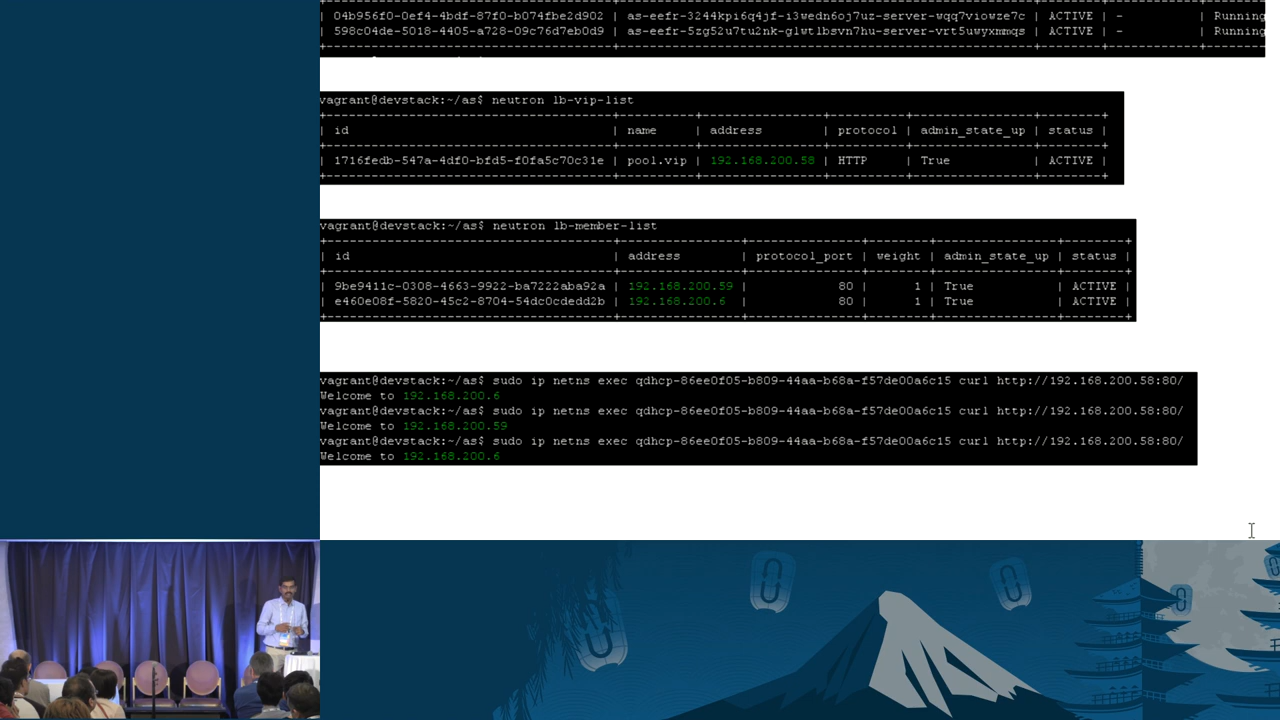 | 04b956f0-0ef4-4bdf-87f0-b074fbe2d902 | as-eefr-3244kpi6q4jf-i3wedn6oj7uz-server-wqq7viowze7c | ACTIVE | - | Running
| 598c04de-5018-4405-a728-09c76d7eb0d9 | as-eefr-5zg52u7tu2nk-glwtlbsvn7hu-server-vrt5uwyxmmqs | ACTIVE | - | Running
vagrant@devstack:~/as$ neutron lb-vip-list
| id | name | address | protocol | admin_state_up | status |
| 1716fedb-547a-4df0-bfd5-f0fa5c70c31e | pool.vip | 192.168.200.58 | HTTP | True | ACTIVE |
vagrant@devstack:~/as$ neutron lb-member-list
| id | address | protocol_port | weight | admin_state_up | status |
| 9be9411c-0308-4663-9922-ba7222aba92a | 192.168.200.59 | 80 | 1 | True | ACTIVE |
| e460e08f-5820-45c2-8704-54dc0cdedd2b | 192.168.200.6 | 80 | 1 | True | ACTIVE |
vagrant@devstack:~/as$ sudo ip netns exec qdhcp-86ee0f05-b809-44aa-b68a-f57de00a6c15 curl http://192.168.200.58:80/
Welcome to 192.168.200.6
vagrant@devstack:~/as$ sudo ip netns exec qdhcp-86ee0f05-b809-44aa-b68a-f57de00a6c15 curl http://192.168.200.58:80/
Welcome to 192.168.200.59
vagrant@devstack:~/as$ sudo ip netns exec qdhcp-86ee0f05-b809-44aa-b68a-f57de00a6c15 curl http://192.168.200.58:80/
Welcome to 192.168.200.6